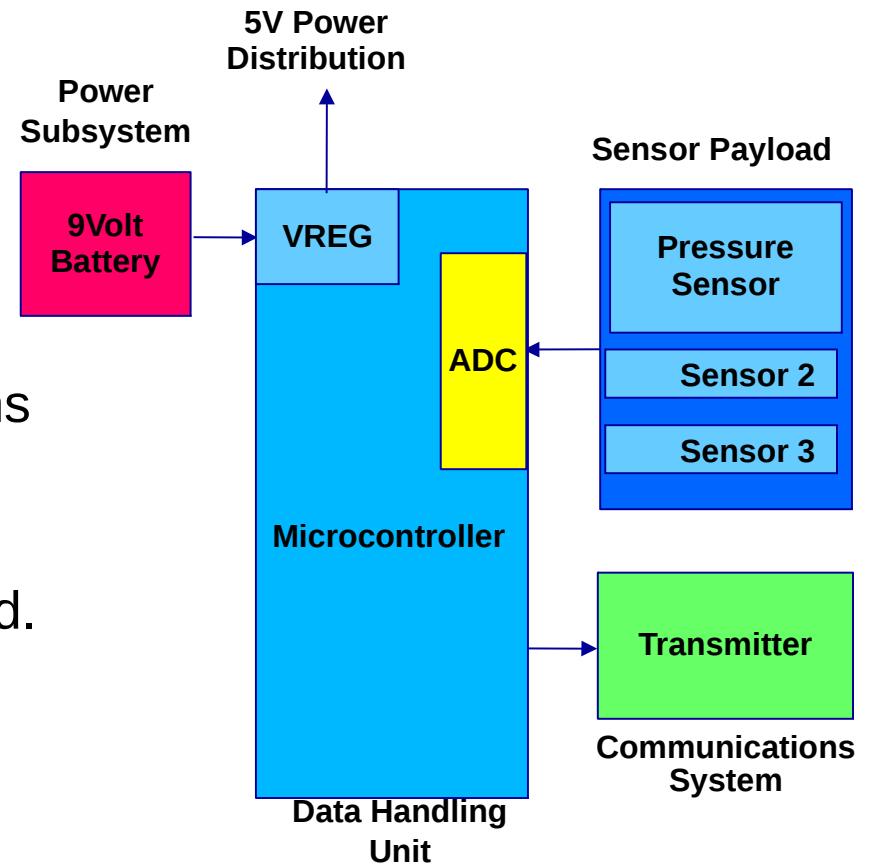 5V Power
Distribution
Power
Subsystem
Sensor Payload
9Volt
Battery
VREG
Pressure
Sensor
ADC
Sensor 2
Sensor 3
Microcontroller
Transmitter
Communications
System
Data Handling
Unit
s
d.